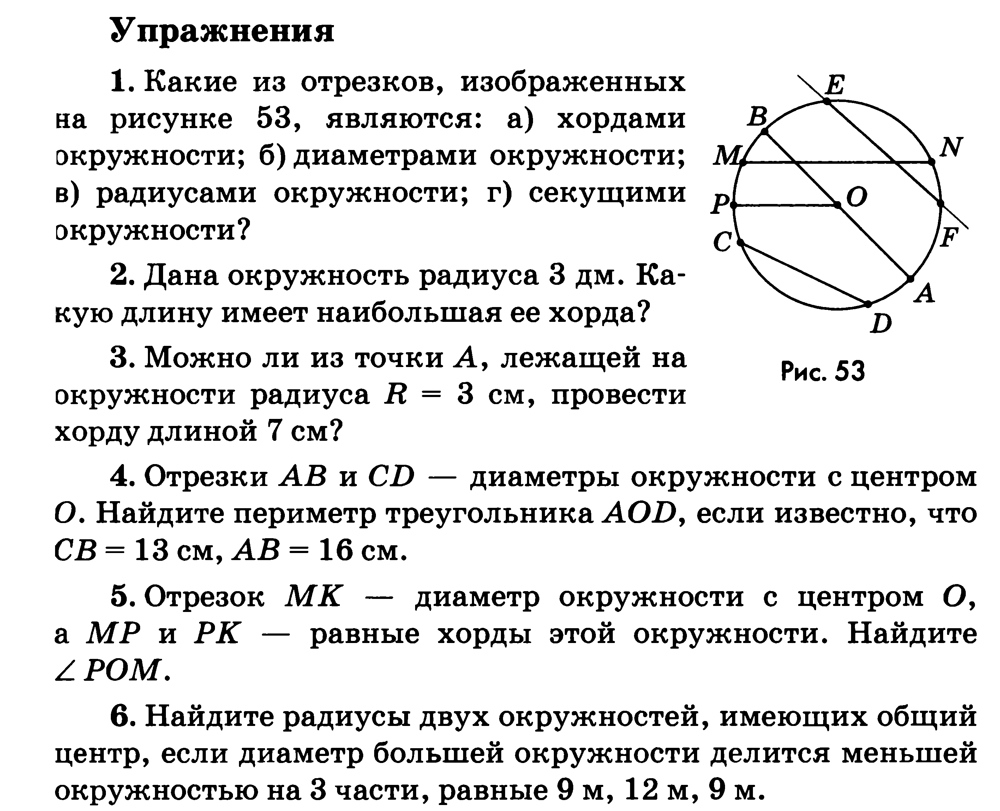 Упражнения
1. Какие из отрезков, изображенных
на рисунке 53, являются: а) хордами
окружности; б) диаметрами окружности;
в) радиусами окружности; г) секущими
окружности?
E
B
N
M
O
P
C
F
A
D
Рис. 53
2. Дана окружность радиуса 3 дм. Ка-
кую длину имеет наибольшая ее хорда?
3. Можно ли из точки A, лежащей на
окружности радиуса R = 3 см, провести
хорду длиной 7 см?
4. Отрезки AB и CD — диаметры окружности с центром
O. Найдите периметр треугольника AOD, если известно, что
CB = 13 см, AB = 16 см.
5. Отрезок MK — диаметр окружности с центром O,
а MP и PK — равные хорды этой окружности. Найдите
∠ POM.
6. Найдите радиусы двух окружностей, имеющих общий
центр, если диаметр большей окружности делится меньшей
окружностью на 3 части, равные 9 м, 12 м, 9 м.